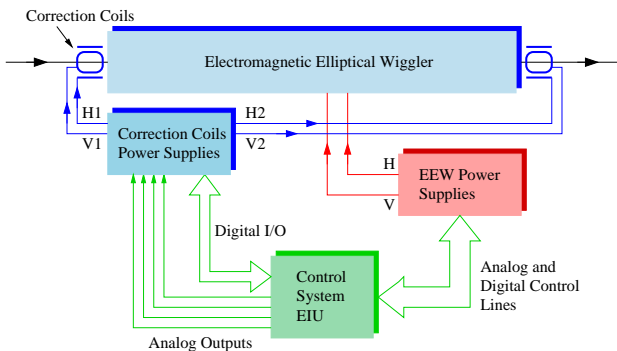 Correction Coils
Electromagnetic Elliptical Wiggler
H1
H2
Correction Coils
Power Supplies
V1
V2
H
EEW Power
Supplies
V
Digital I/O
Control
System
EIU
Analog and
Digital Control
Lines
Analog Outputs